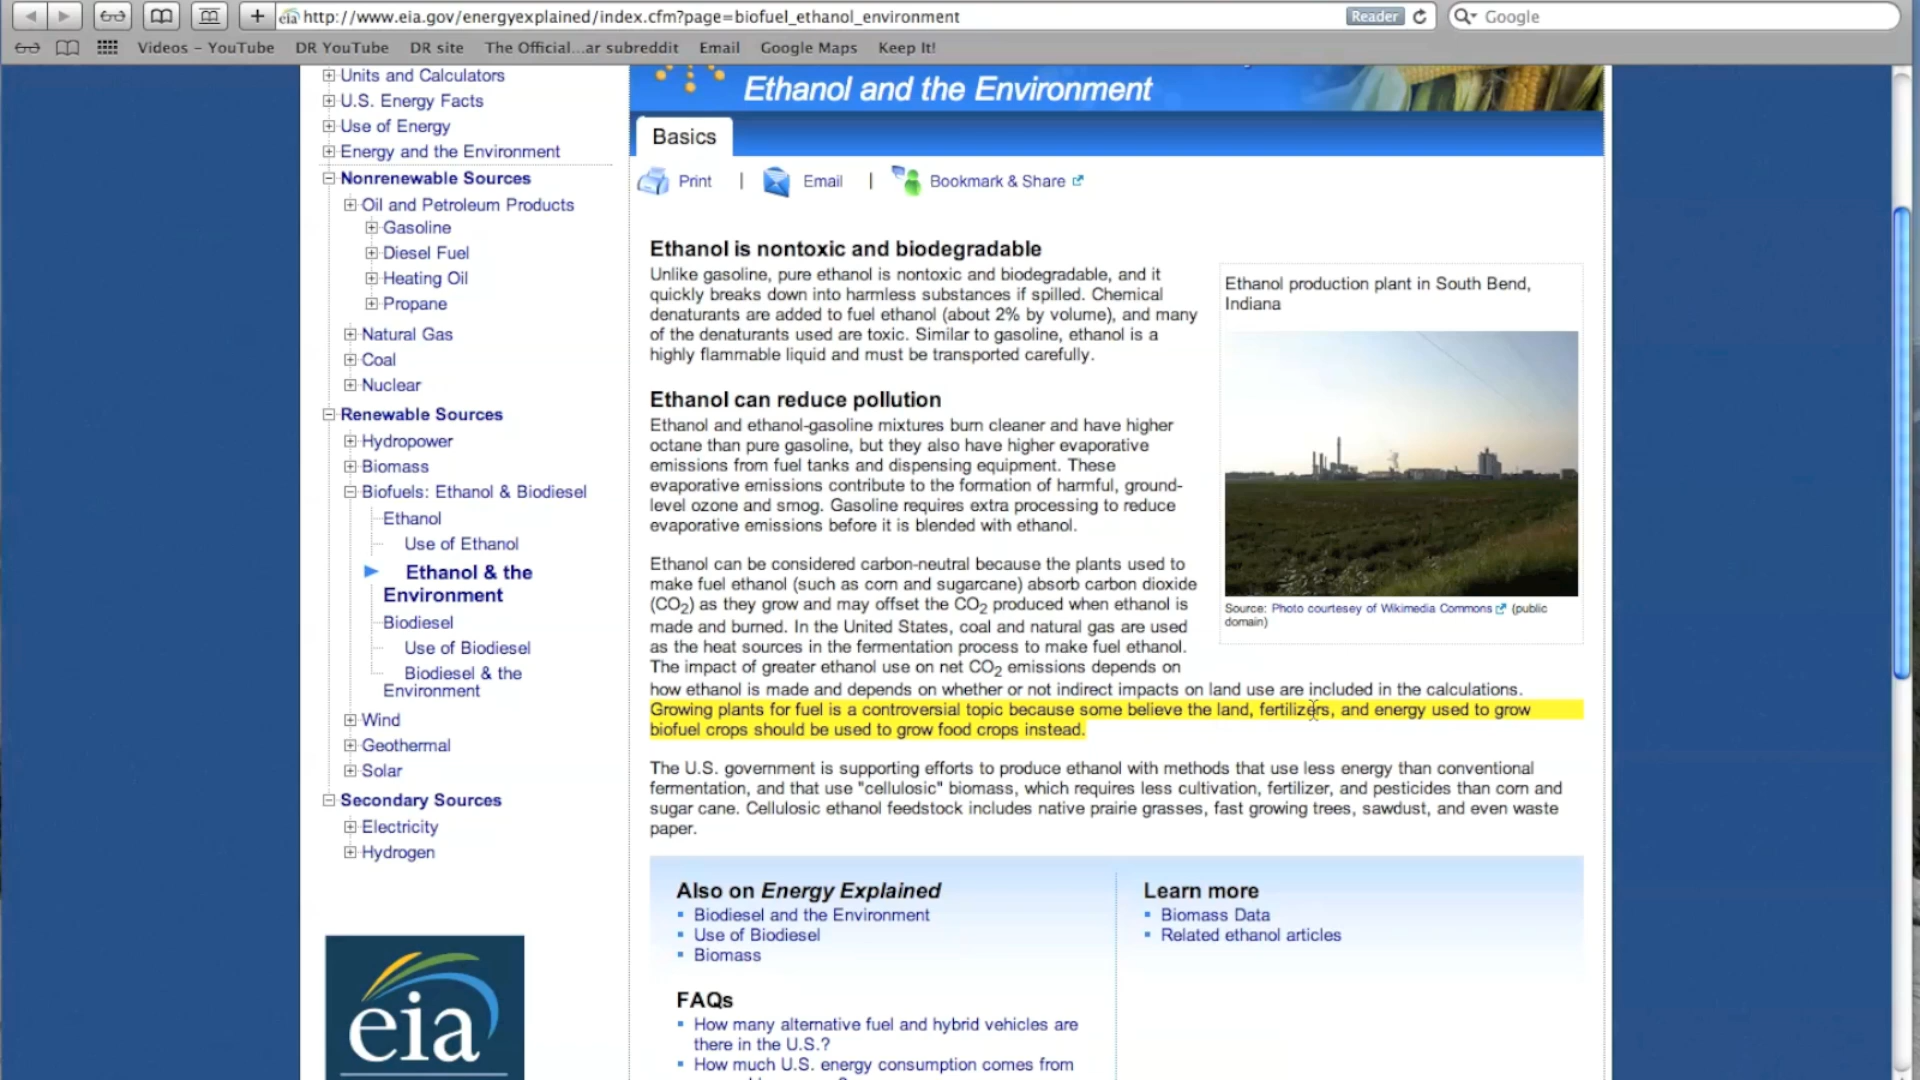 http://www.eia.gov/energyexplained/index.cfm?page=biofuel_ethanol_environment
Reader
Google
Videos – YouTube
DR YouTube
DR site
The Official...ar subreddit
Email
Google Maps
Keep It!
Units and Calculators
U.S. Energy Facts
Use of Energy
Energy and the Environment
Nonrenewable Sources
Oil and Petroleum Products
Gasoline
Diesel Fuel
Heating Oil
Propane
Natural Gas
Coal
Nuclear
Renewable Sources
Hydropower
Biomass
Biofuels: Ethanol & Biodiesel
Ethanol
Use of Ethanol
Ethanol & the
Environment
Biodiesel
Use of Biodiesel
Biodiesel & the
Environment
Wind
Geothermal
Solar
Secondary Sources
Electricity
Hydrogen
eia
Ethanol and the Environment
Basics
Print | Email | Bookmark & Share
Ethanol is nontoxic and biodegradable
Unlike gasoline, pure ethanol is nontoxic and biodegradable, and it
quickly breaks down into harmless substances if spilled. Chemical
denaturants are added to fuel ethanol (about 2% by volume), and many
of the denaturants used are toxic. Similar to gasoline, ethanol is a
highly flammable liquid and must be transported carefully.
Ethanol production plant in South Bend,
Indiana
Source: Photo courtesey of Wikimedia Commons (public
domain)
Ethanol can reduce pollution
Ethanol and ethanol-gasoline mixtures burn cleaner and have higher
octane than pure gasoline, but they also have higher evaporative
emissions from fuel tanks and dispensing equipment. These
evaporative emissions contribute to the formation of harmful, ground-
level ozone and smog. Gasoline requires extra processing to reduce
evaporative emissions before it is blended with ethanol.
Ethanol can be considered carbon-neutral because the plants used to
make fuel ethanol (such as corn and sugarcane) absorb carbon dioxide
(CO2) as they grow and may offset the CO2 produced when ethanol is
made and burned. In the United States, coal and natural gas are used
as the heat sources in the fermentation process to make fuel ethanol.
The impact of greater ethanol use on net CO2 emissions depends on
how ethanol is made and depends on whether or not indirect impacts on land use are included in the calculations.
Growing plants for fuel is a controversial topic because some believe the land, fertilizers, and energy used to grow
biofuel crops should be used to grow food crops instead.
The U.S. government is supporting efforts to produce ethanol with methods that use less energy than conventional
fermentation, and that use "cellulosic" biomass, which requires less cultivation, fertilizer, and pesticides than corn and
sugar cane. Cellulosic ethanol feedstock includes native prairie grasses, fast growing trees, sawdust, and even waste
paper.
Also on Energy Explained
Biodiesel and the Environment
Use of Biodiesel
Biomass
FAQs
How many alternative fuel and hybrid vehicles are
there in the U.S.?
How much U.S. energy consumption comes from
Learn more
Biomass Data
Related ethanol articles